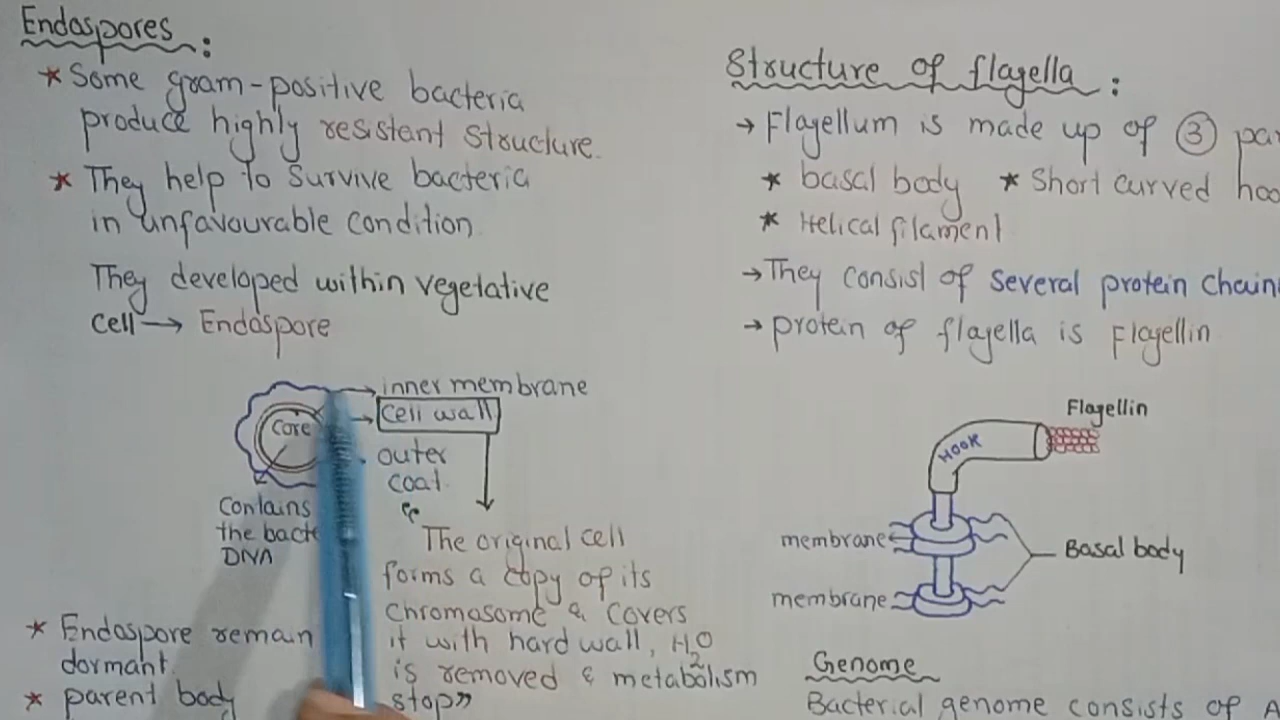 Endospores :
* Some gram-positive bacteria
produce highly resistant structure.
* They help to survive bacteria
in unfavourable condition
They developed within vegetative
cell → Endospore
inner membrane
cell wall
Core
outer
coat
Contains
the bact
DNA
“The original cell
forms a copy of its
chromasome & covers
it with hard wall, H2O
is removed & metabolism
stop”
* Endospore remain
dormant
* parent body
Structure of flagella :
→ Flagellum is made up of 3 pa
* basal body * Short curved hoo
* Helical filament
→ They consist of several protein chain
→ protein of flagella is Flagellin
Flagellin
HOOK
membrane
Basal body
membrane
Genome
Bacterial genome consists of A